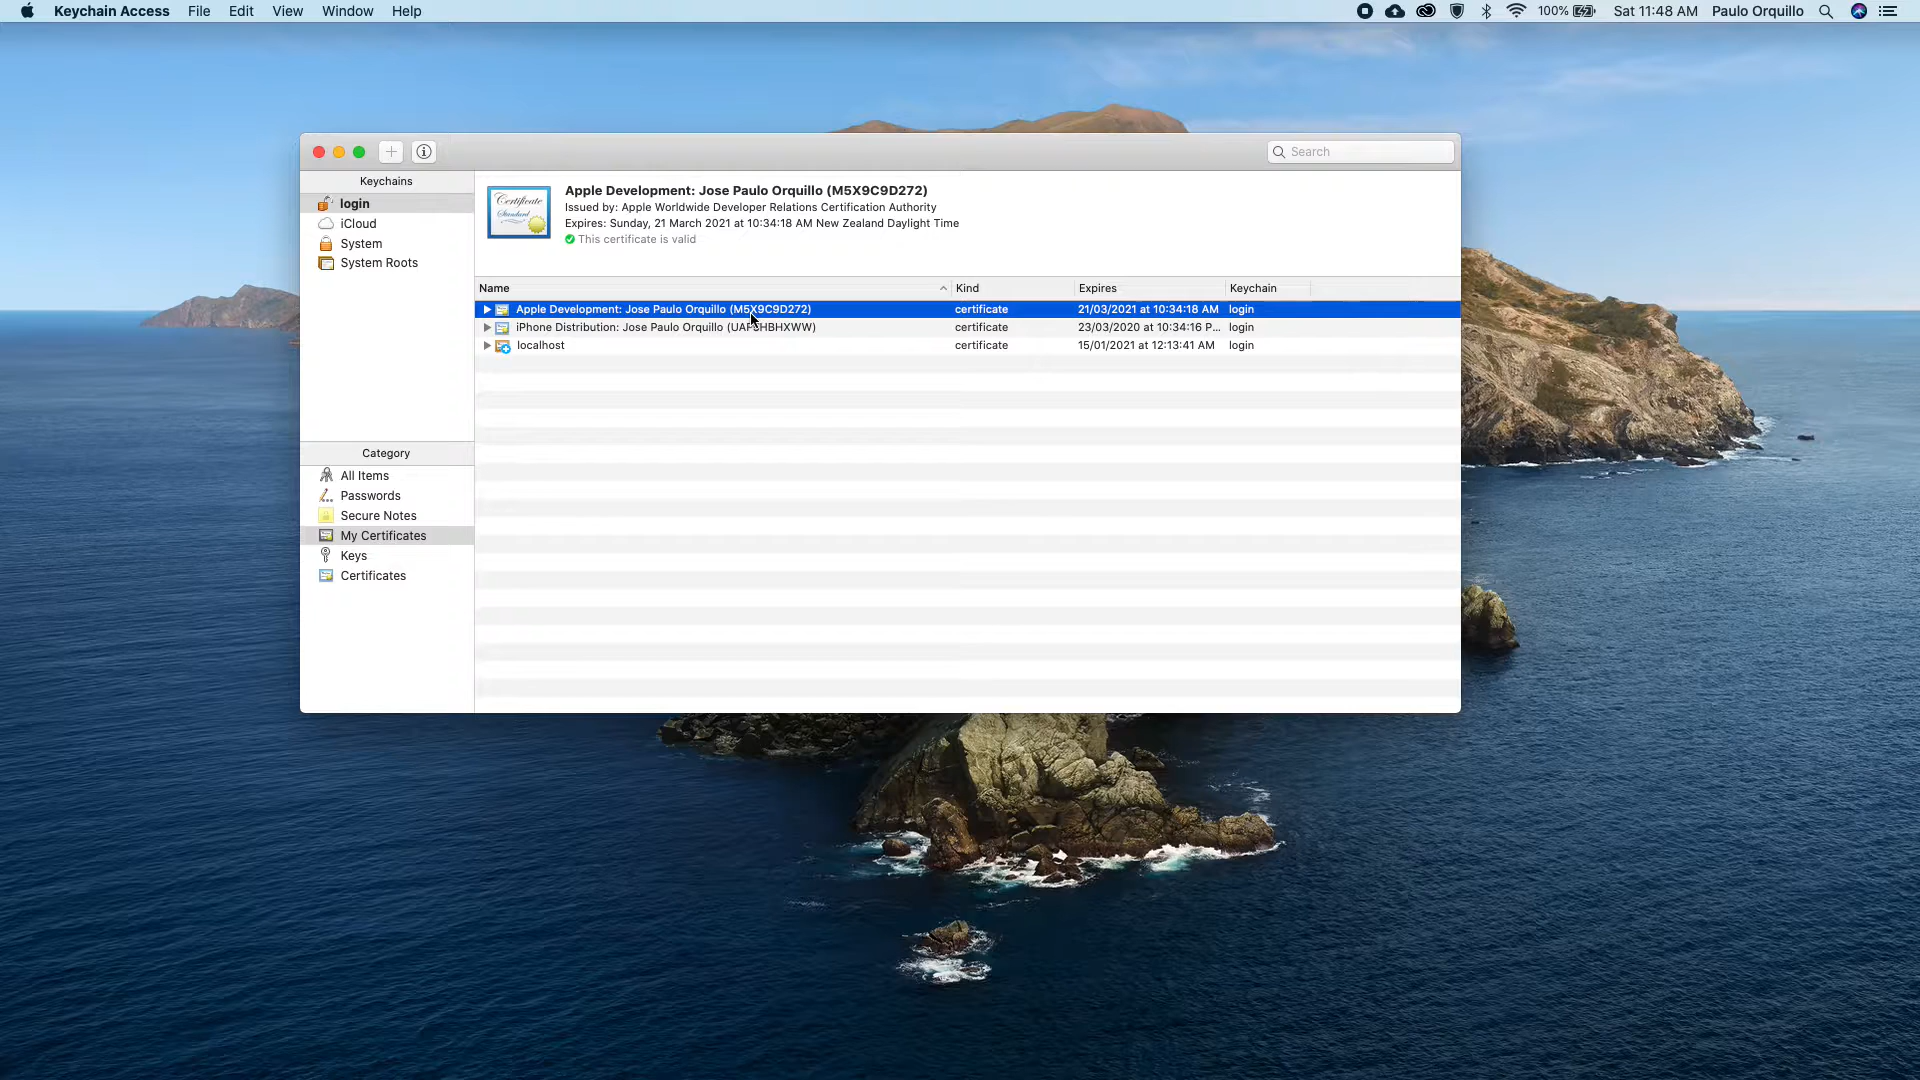 Keychain Access File Edit View Window Help 100% Sat 11:48 AM Paulo Orquillo
Search
Keychains
login
iCloud
System
System Roots
Certificate
Standard
Apple Development: Jose Paulo Orquillo (M5X9C9D272)
Issued by: Apple Worldwide Developer Relations Certification Authority
Expires: Sunday, 21 March 2021 at 10:34:18 AM New Zealand Daylight Time
This certificate is valid
Name Kind Expires Keychain
Apple Development: Jose Paulo Orquillo (M5X9C9D272) certificate 21/03/2021 at 10:34:18 AM login
iPhone Distribution: Jose Paulo Orquillo certificate 23/03/2020 at 10:34:16 P... login
localhost certificate 15/01/2021 at 12:13:41 AM login
Category
All Items
Passwords
Secure Notes
My Certificates
Keys
Certificates